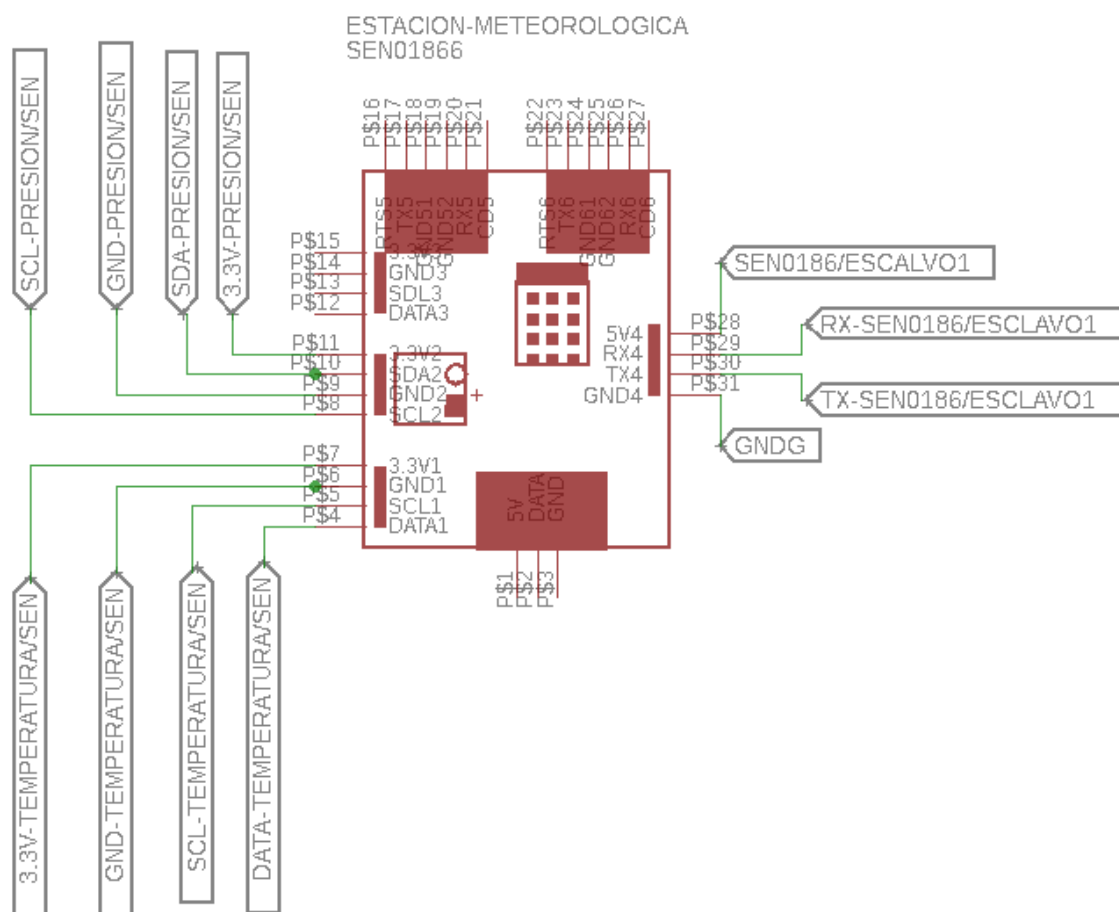 ESTACION-METEOROLOGICA
SEN01866
SCL-PRESION/SEN
GND-PRESION/SEN
SDA-PRESION/SEN
3.3V-PRESION/SEN
P$16
P$17
P$18
P$19
P$20
P$21
P$22
P$23
P$24
P$25
P$26
P$27
RTS5
TX5
GND51
GND52
RX5
CD5
RTS6
TX6
GND61
GND62
RX6
CD6
P$15 3.3V3
P$14 GND3
P$13 SDL3
P$12 DATA3
P$11 3.3V2
P$10 SDA2
P$9 GND2
P$8 SCL2
P$7 3.3V1
P$6 GND1
P$5 SCL1
P$4 DATA1
5V4 P$28
RX4 P$29
TX4 P$30
GND4 P$31
SEN0186/ESCALVO1
RX-SEN0186/ESCLAVO1
TX-SEN0186/ESCLAVO1
GNDG
5V
DATA
GND
P$1
P$2
P$3
3.3V-TEMPERATURA/SEN
GND-TEMPERATURA/SEN
SCL-TEMPERATURA/SEN
DATA-TEMPERATURA/SEN